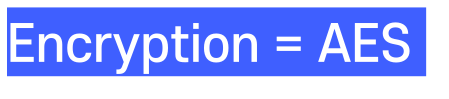 Encryption = AES